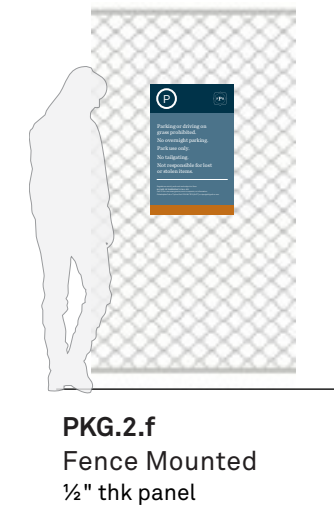 P
Parking or driving on
grass prohibited.
No overnight parking.
Park use only.
No tailgating
Not responsible for lost
or stolen items.
PKG.2.f
Fence Mounted
½" thk panel